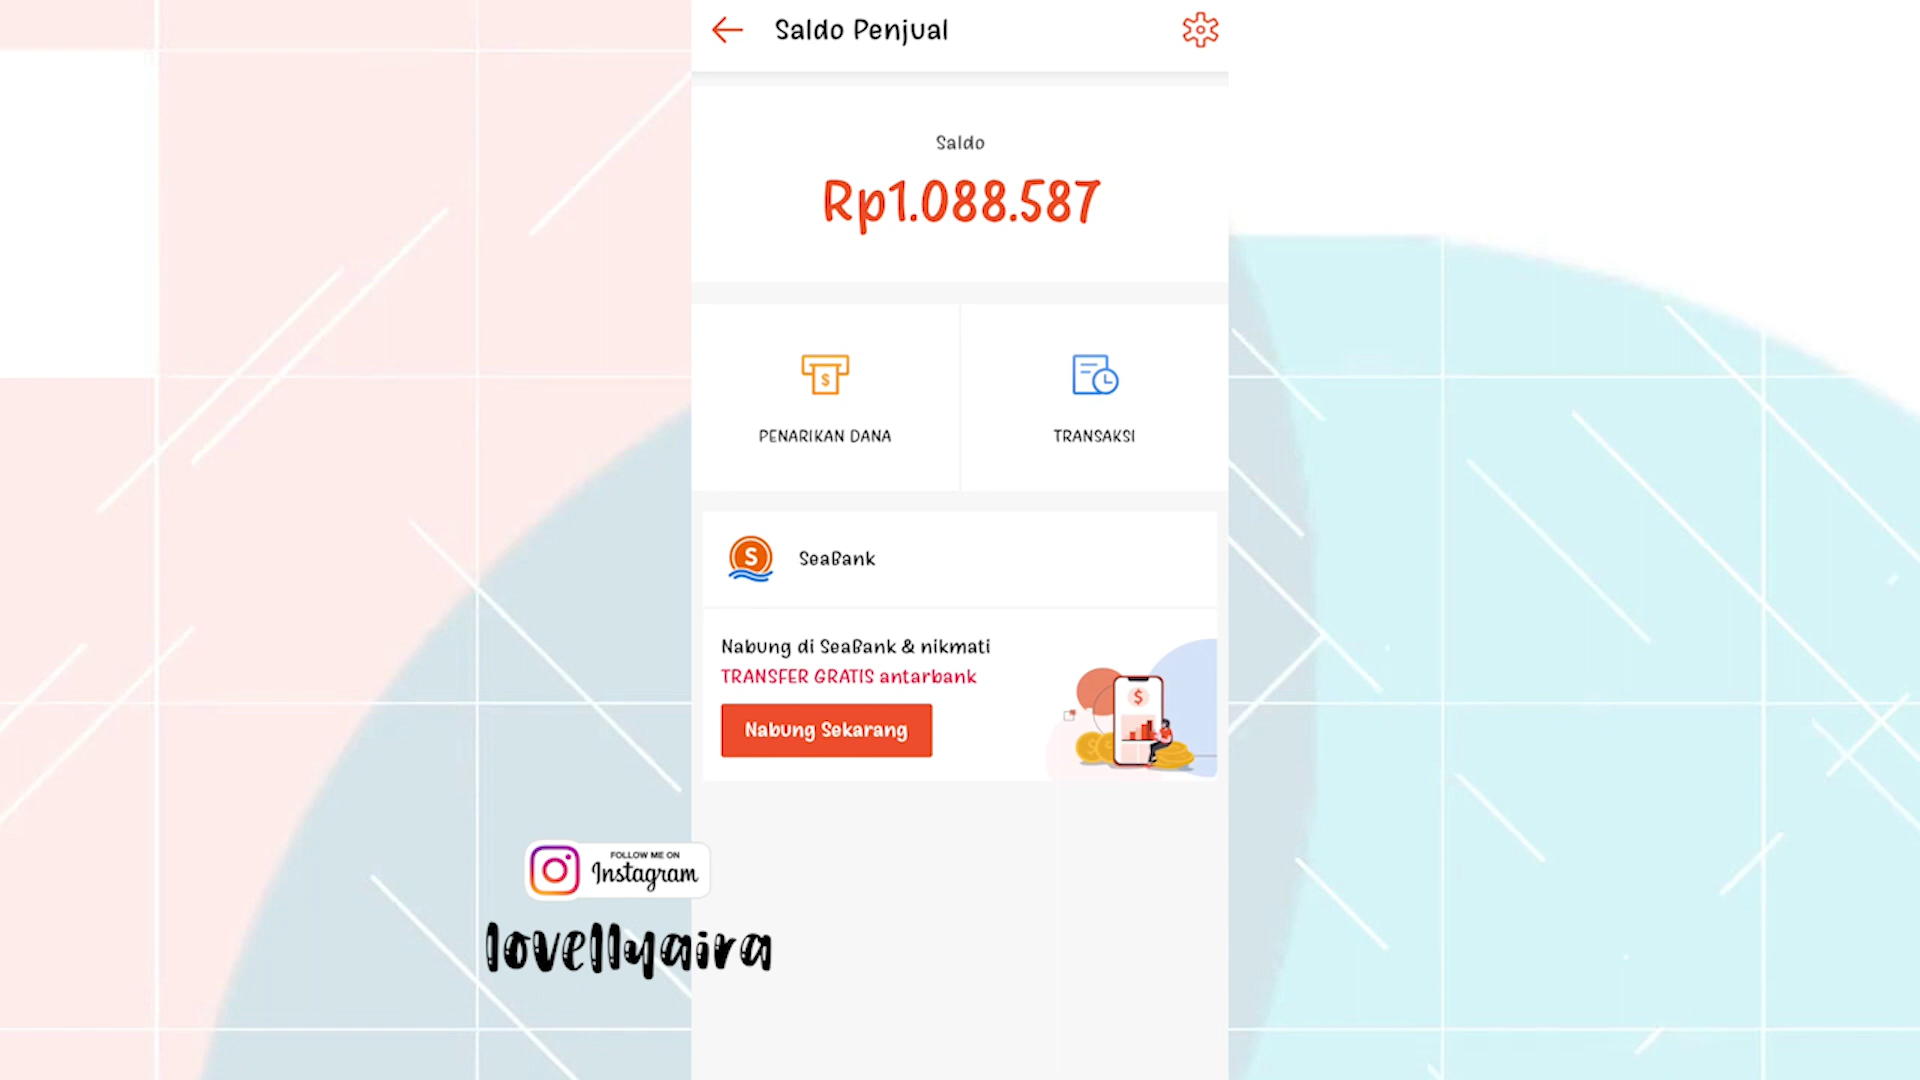 Saldo Penjual
Saldo
Rp1.088.587
PENARIKAN DANA
TRANSAKSI
SeaBank
Nabung di SeaBank & nikmati
TRANSFER GRATIS antarbank
Nabung Sekarang
FOLLOW ME ON
Instagram
lovellyaira